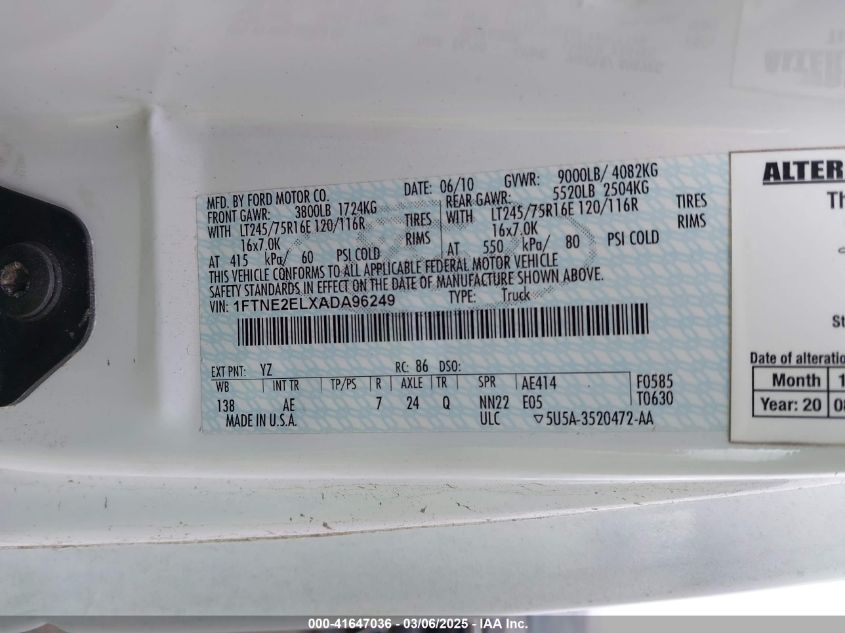 MFD. BY FORD MOTOR CO.
DATE: 06/10 GVWR: 9000LB/ 4082KG
FRONT GAWR: 3800LB 1724KG
REAR GAWR: 5520LB 2504KG
WITH LT245/75R16E 120/116R TIRES
WITH LT245/75R16E 120/116R TIRES
16x7.0K RIMS
16x7.0K RIMS
AT 415 kPa/ 60 PSI COLD
AT 550 kPa/ 80 PSI COLD
THIS VEHICLE CONFORMS TO ALL APPLICABLE FEDERAL MOTOR VEHICLE
SAFETY STANDARDS IN EFFECT ON THE DATE OF MANUFACTURE SHOWN ABOVE.
VIN: 1FTNE2ELXADA96249 TYPE: Truck
EXT PNT: YZ RC: 86 DSO:
WB INT TR TP/PS R AXLE TR SPR AE414 F0585
138 AE 7 24 Q NN22 E05 T0630
MADE IN U.S.A. ULC ▽5U5A-3520472-AA
ALTER
Th
St
Date of alteratio
Month 1
Year: 20 08
000-41647036 • 03/06/2025 - IAA Inc.